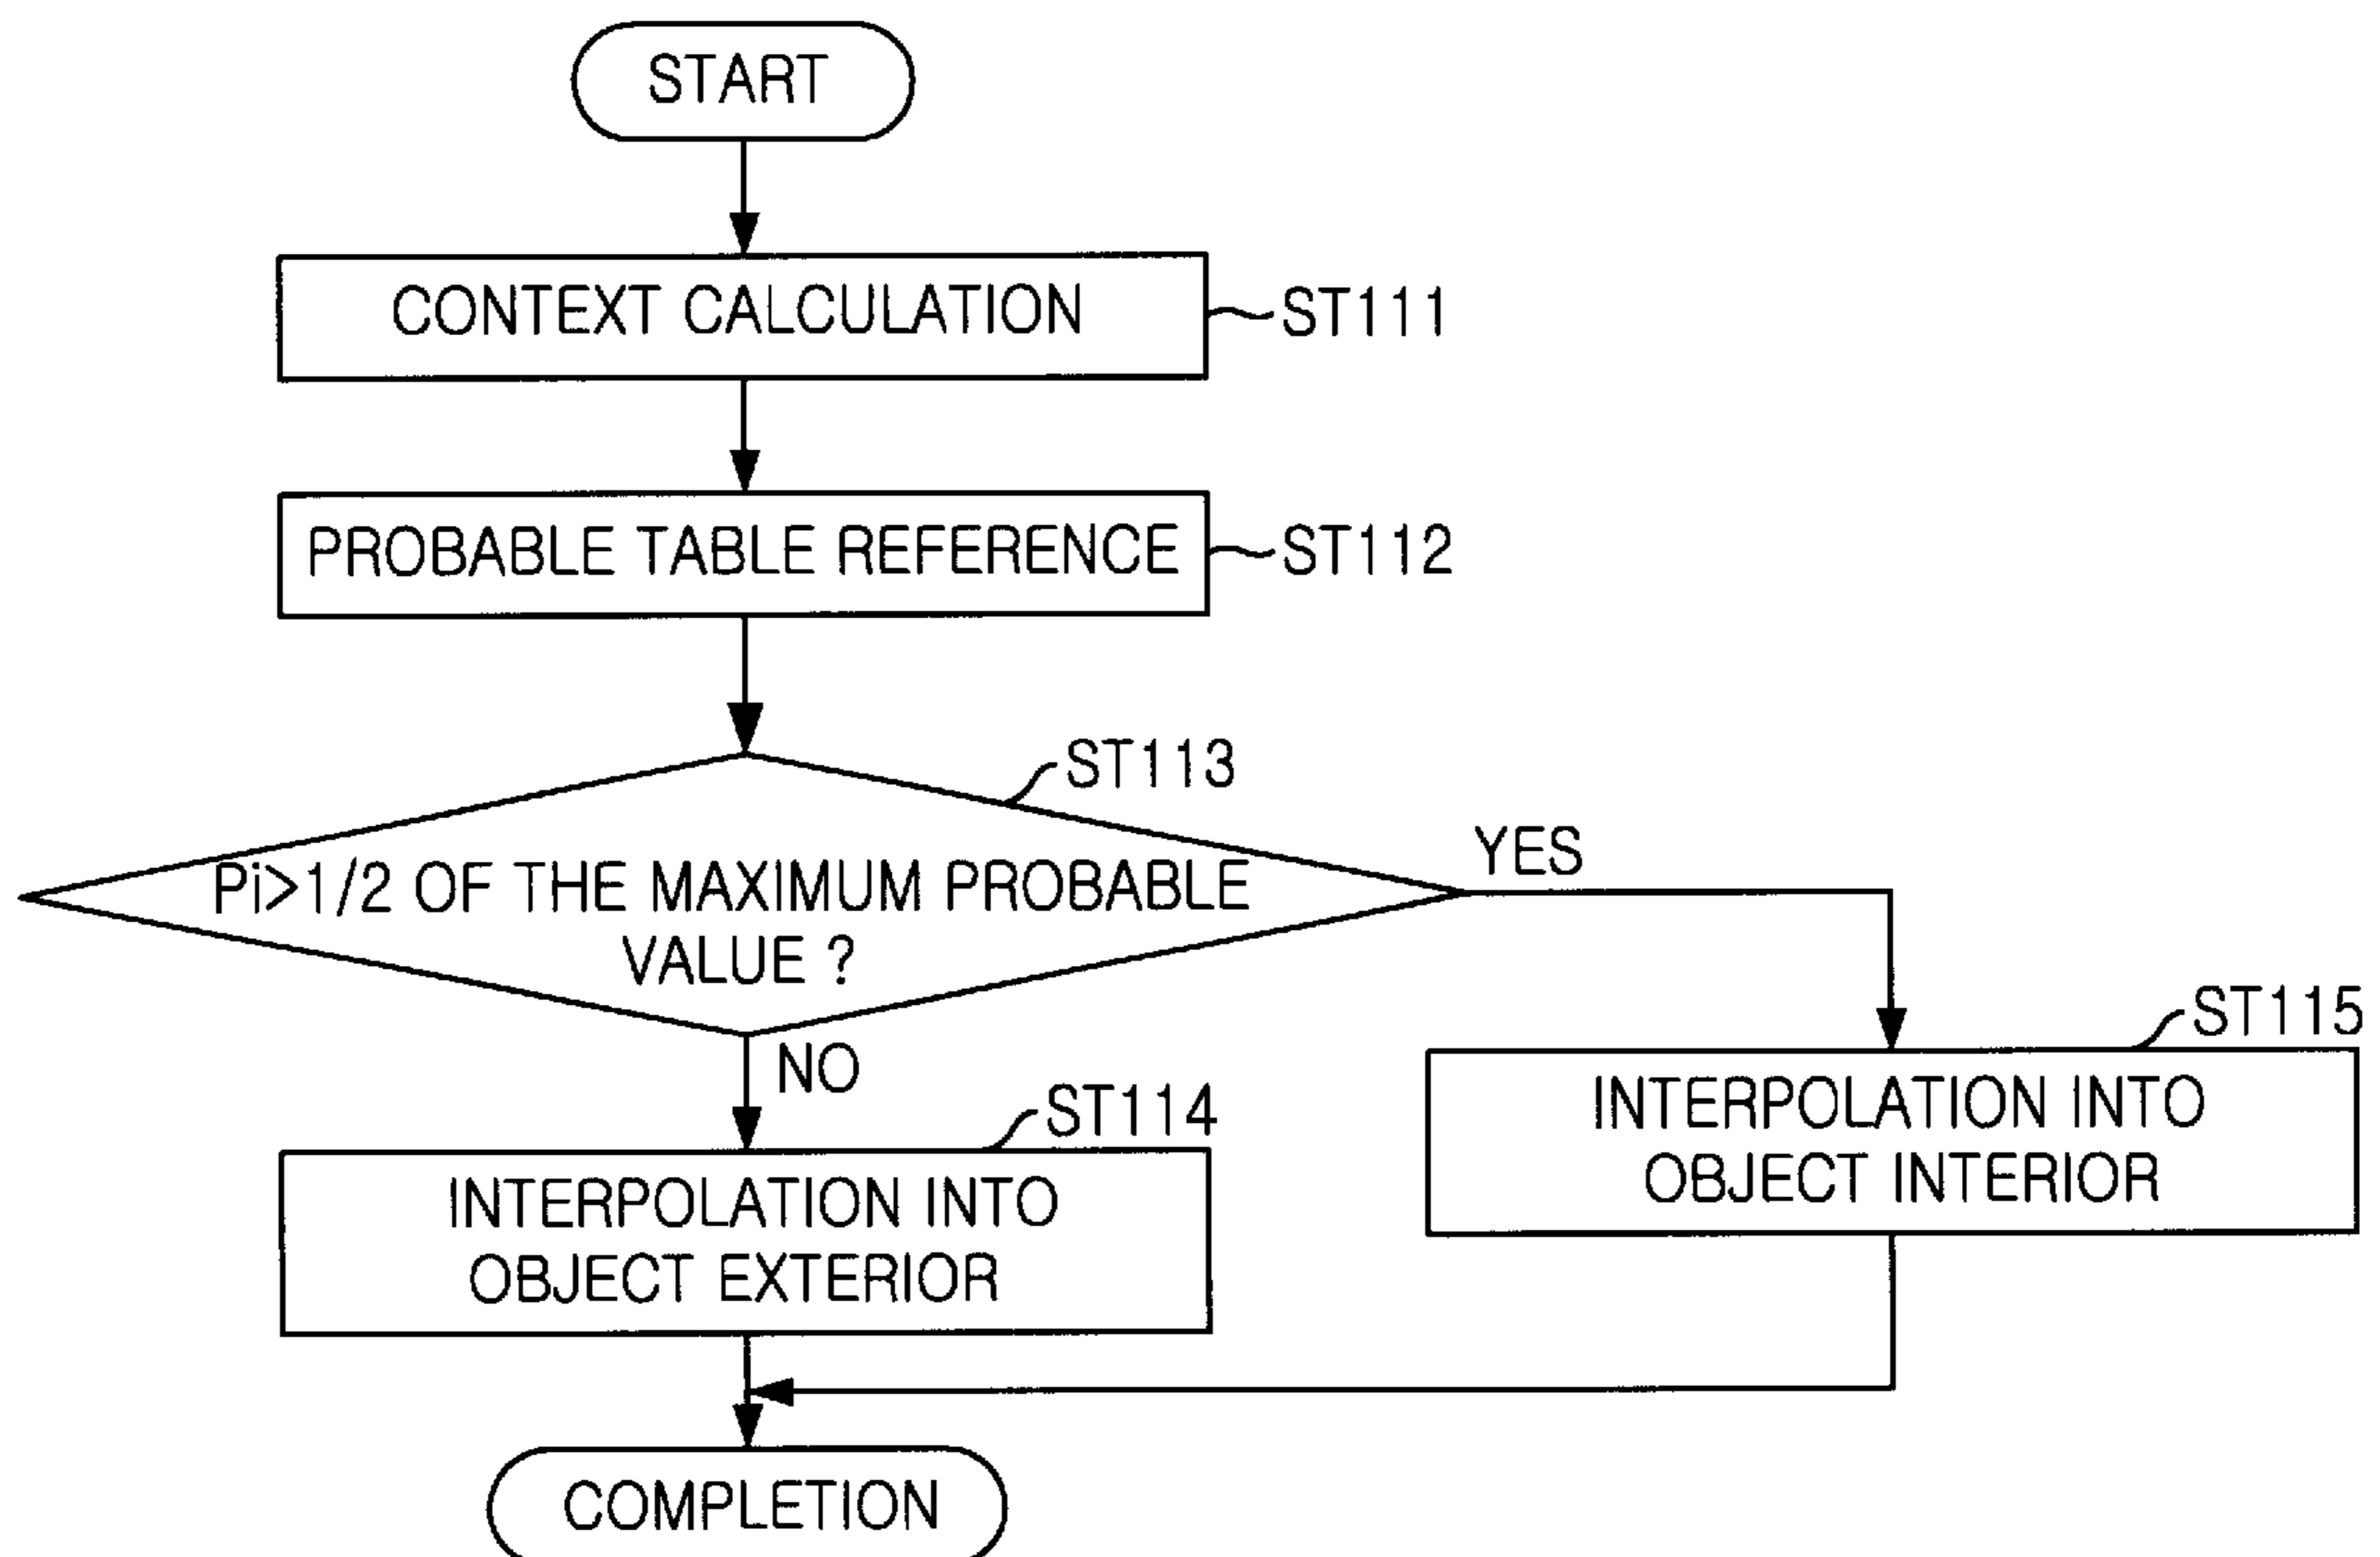 START
CONTEXT CALCULATION
ST111
PROBABLE TABLE REFERENCE
ST112
ST113
Pi>1/2 OF THE MAXIMUM PROBABLE
VALUE ?
YES
NO
ST115
INTERPOLATION INTO
OBJECT INTERIOR
ST114
INTERPOLATION INTO
OBJECT EXTERIOR
COMPLETION